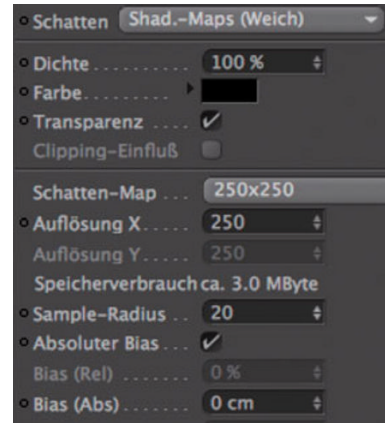 Schatten Shad.-Maps (Weich)
Dichte......... 100 %
Farbe.........
Transparenz ....
Clipping-Einfluß
Schatten-Map ... 250x250
Auflösung X..... 250
Auflösung Y..... 250
Speicherverbrauch ca. 3.0 MByte
Sample-Radius .. 20
Absoluter Bias..
Bias (Rel) ....... 0 %
Bias (Abs)....... 0 cm